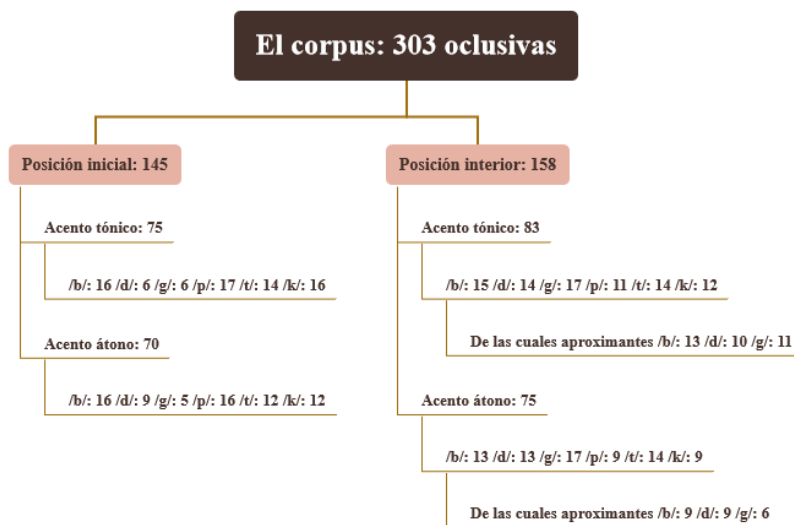 El corpus: 303 oclusivas
Posición inicial: 145
Acento tónico: 75
/b/: 16 /d/: 6 /g/: 6 /p/: 17 /t/: 14 /k/: 16
Acento átono: 70
/b/: 16 /d/: 9 /g/: 5 /p/: 16 /t/: 12 /k/: 12
Posición interior: 158
Acento tónico: 83
/b/: 15 /d/: 14 /g/: 17 /p/: 11 /t/: 14 /k/: 12
De las cuales aproximantes /b/: 13 /d/: 10 /g/: 11
Acento átono: 75
/b/: 13 /d/: 13 /g/: 17 /p/: 9 /t/: 14 /k/: 9
De las cuales aproximantes /b/: 9 /d/: 9 /g/: 6